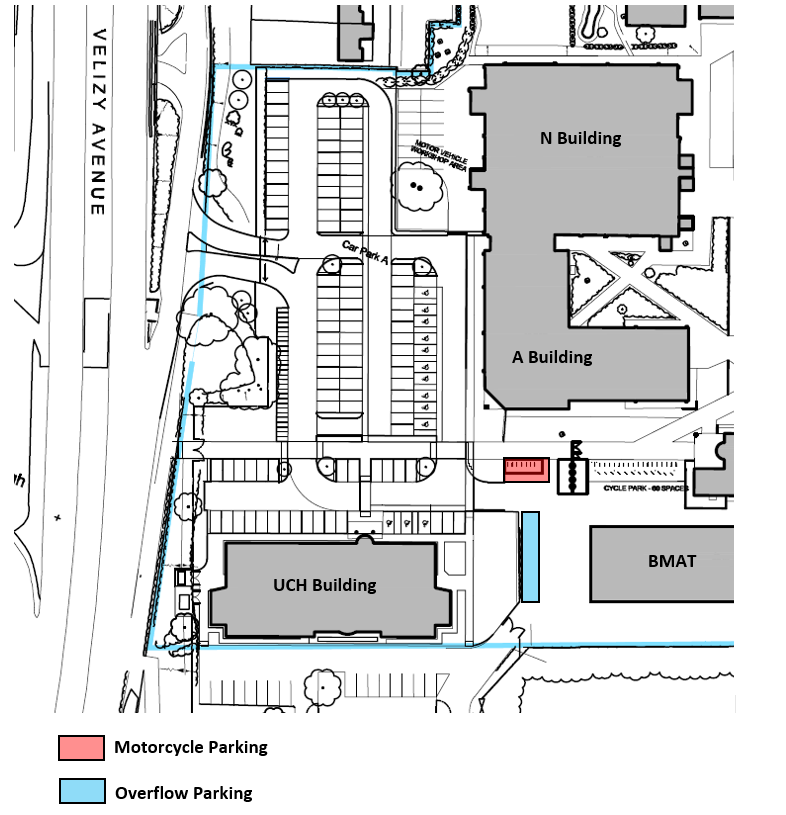 VELIZY AVENUE
N Building
MOTOR VEHICLE
WORKSHOP AREA
Car Park A
A Building
CYCLE PARK - 60 SPACES
BMAT
UCH Building
Motorcycle Parking
Overflow Parking